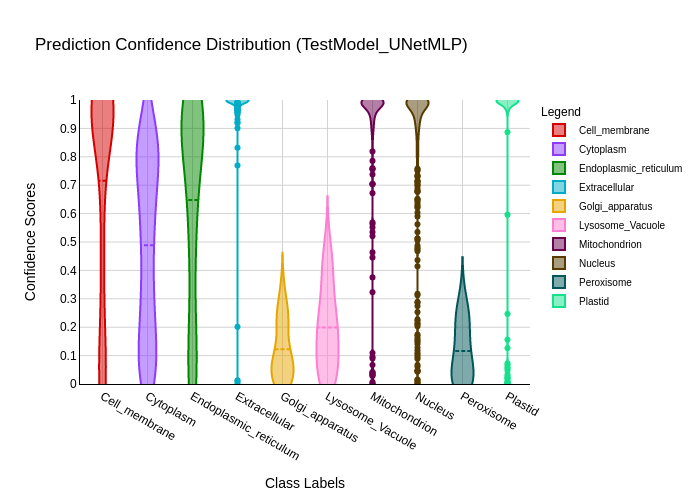 Prediction Confidence Distribution (TestModel_UNetMLP)
Legend
Cell_membrane
Cytoplasm
Endoplasmic_reticulum
Extracellular
Golgi_apparatus
Lysosome_Vacuole
Mitochondrion
Nucleus
Peroxisome
Plastid
Confidence Scores
1
0.9
0.8
0.7
0.6
0.5
0.4
0.3
0.2
0.1
0
Cell_membrane
Cytoplasm
Endoplasmic_reticulum
Extracellular
Golgi_apparatus
Lysosome_Vacuole
Mitochondrion
Nucleus
Peroxisome
Plastid
Class Labels